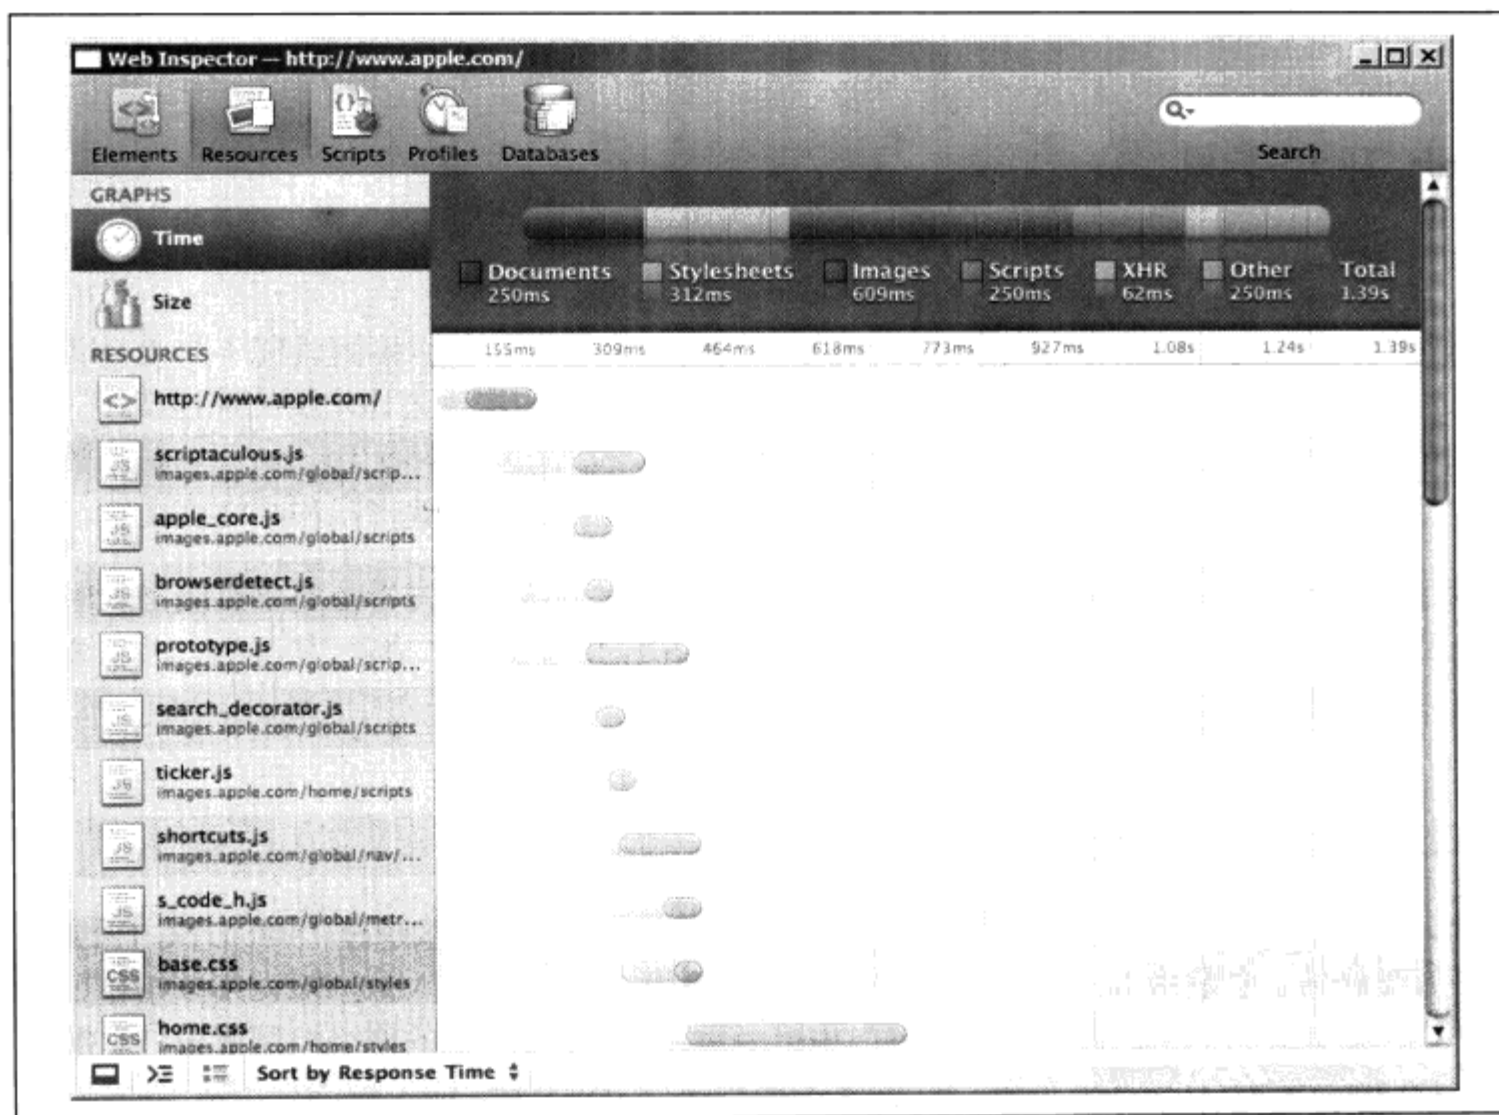 Web Inspector — http://www.apple.com/
Elements Resources Scripts Profiles Databases
Search
GRAPHS
Time
Size
Documents Stylesheets Images Scripts XHR Other Total
250ms 312ms 609ms 250ms 62ms 250ms 1.39s
155ms 309ms 464ms 618ms 773ms 927ms 1.08s 1.24s 1.39s
RESOURCES
http://www.apple.com/
scriptaculous.js
images.apple.com/global/scrip...
apple_core.js
images.apple.com/global/scripts
browserdetect.js
images.apple.com/global/scripts
prototype.js
images.apple.com/global/scrip...
search_decorator.js
images.apple.com/global/scripts
ticker.js
images.apple.com/home/scripts
shortcuts.js
images.apple.com/global/nav/...
s_code_h.js
images.apple.com/global/metr...
base.css
images.apple.com/global/styles
home.css
images.apple.com/home/styles
Sort by Response Time